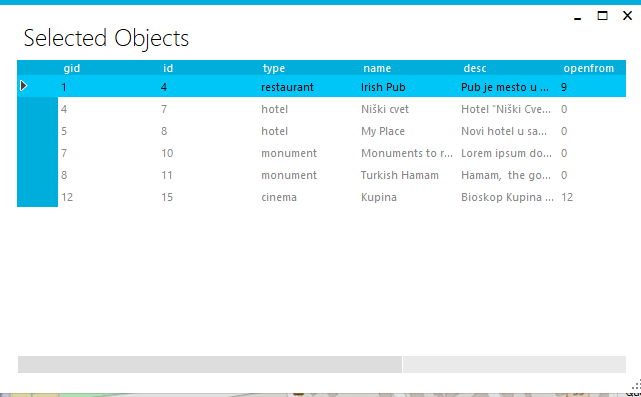 Selected Objects
gid id type name desc openfrom
1 4 restaurant Irish Pub Pub je mesto u ... 9
4 7 hotel Niški cvet Hotel "Niški Cve... 0
5 8 hotel My Place Novi hotel u sa... 0
7 10 monument Monuments to r... Lorem ipsum do... 0
8 11 monument Turkish Hamam Hamam, the go... 0
12 15 cinema Kupina Bioskop Kupina ... 12